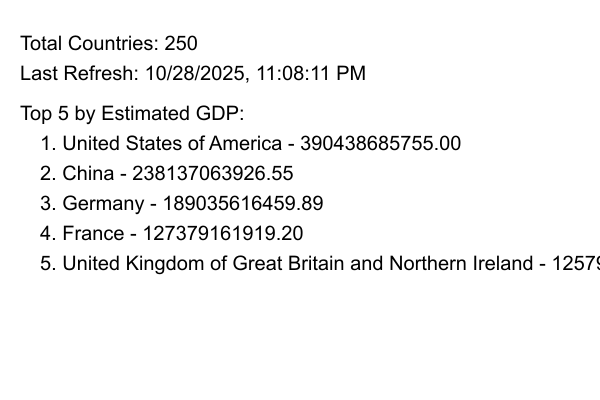 Total Countries: 250
Last Refresh: 10/28/2025, 11:08:11 PM
Top 5 by Estimated GDP:
1. United States of America - 390438685755.00
2. China - 238137063926.55
3. Germany - 189035616459.89
4. France - 127379161919.20
5. United Kingdom of Great Britain and Northern Ireland -